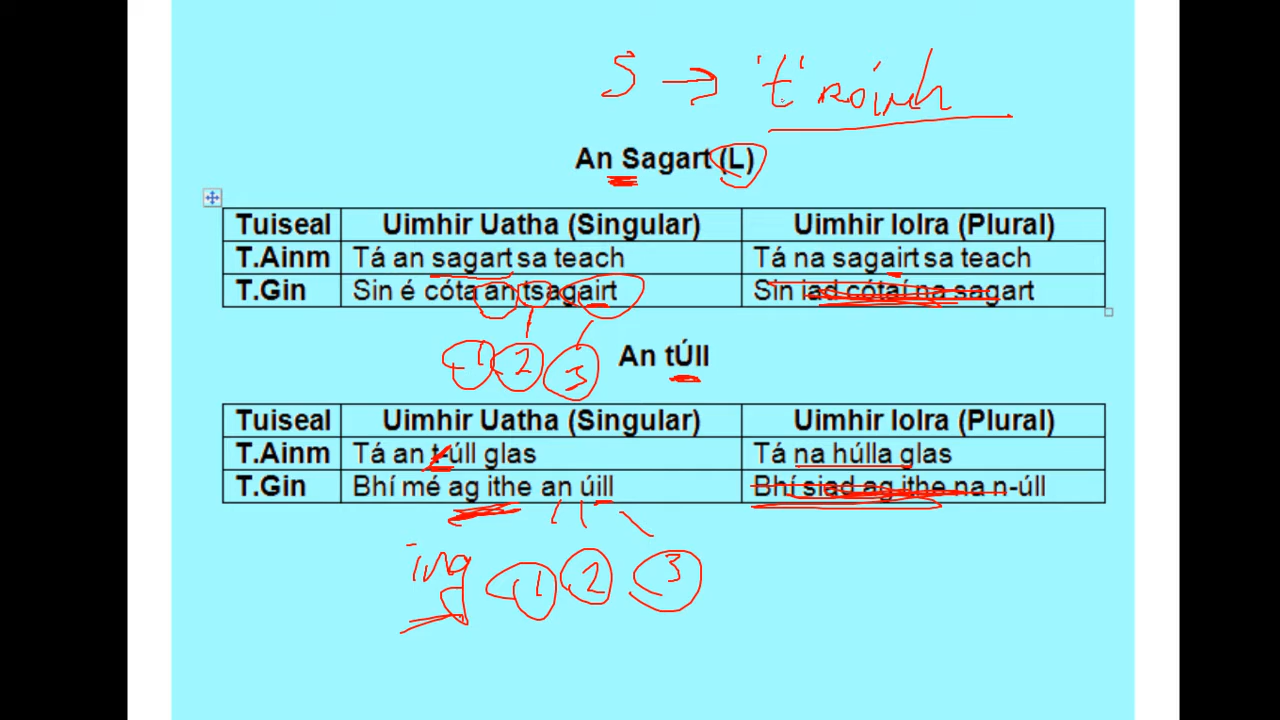 S → 't' roimh
An Sagart (L)
Tuiseal Uimhir Uatha (Singular) Uimhir Iolra (Plural)
T.Ainm Tá an sagart sa teach Tá na sagairt sa teach
T.Gin Sin é cóta an tsagairt Sin iad cótaí na sagart
1 2 3
An tÚll
Tuiseal Uimhir Uatha (Singular) Uimhir Iolra (Plural)
T.Ainm Tá an t-úll glas Tá na húlla glas
T.Gin Bhí mé ag ithe an úill Bhí siad ag ithe na n-úll
ing 1 2 3